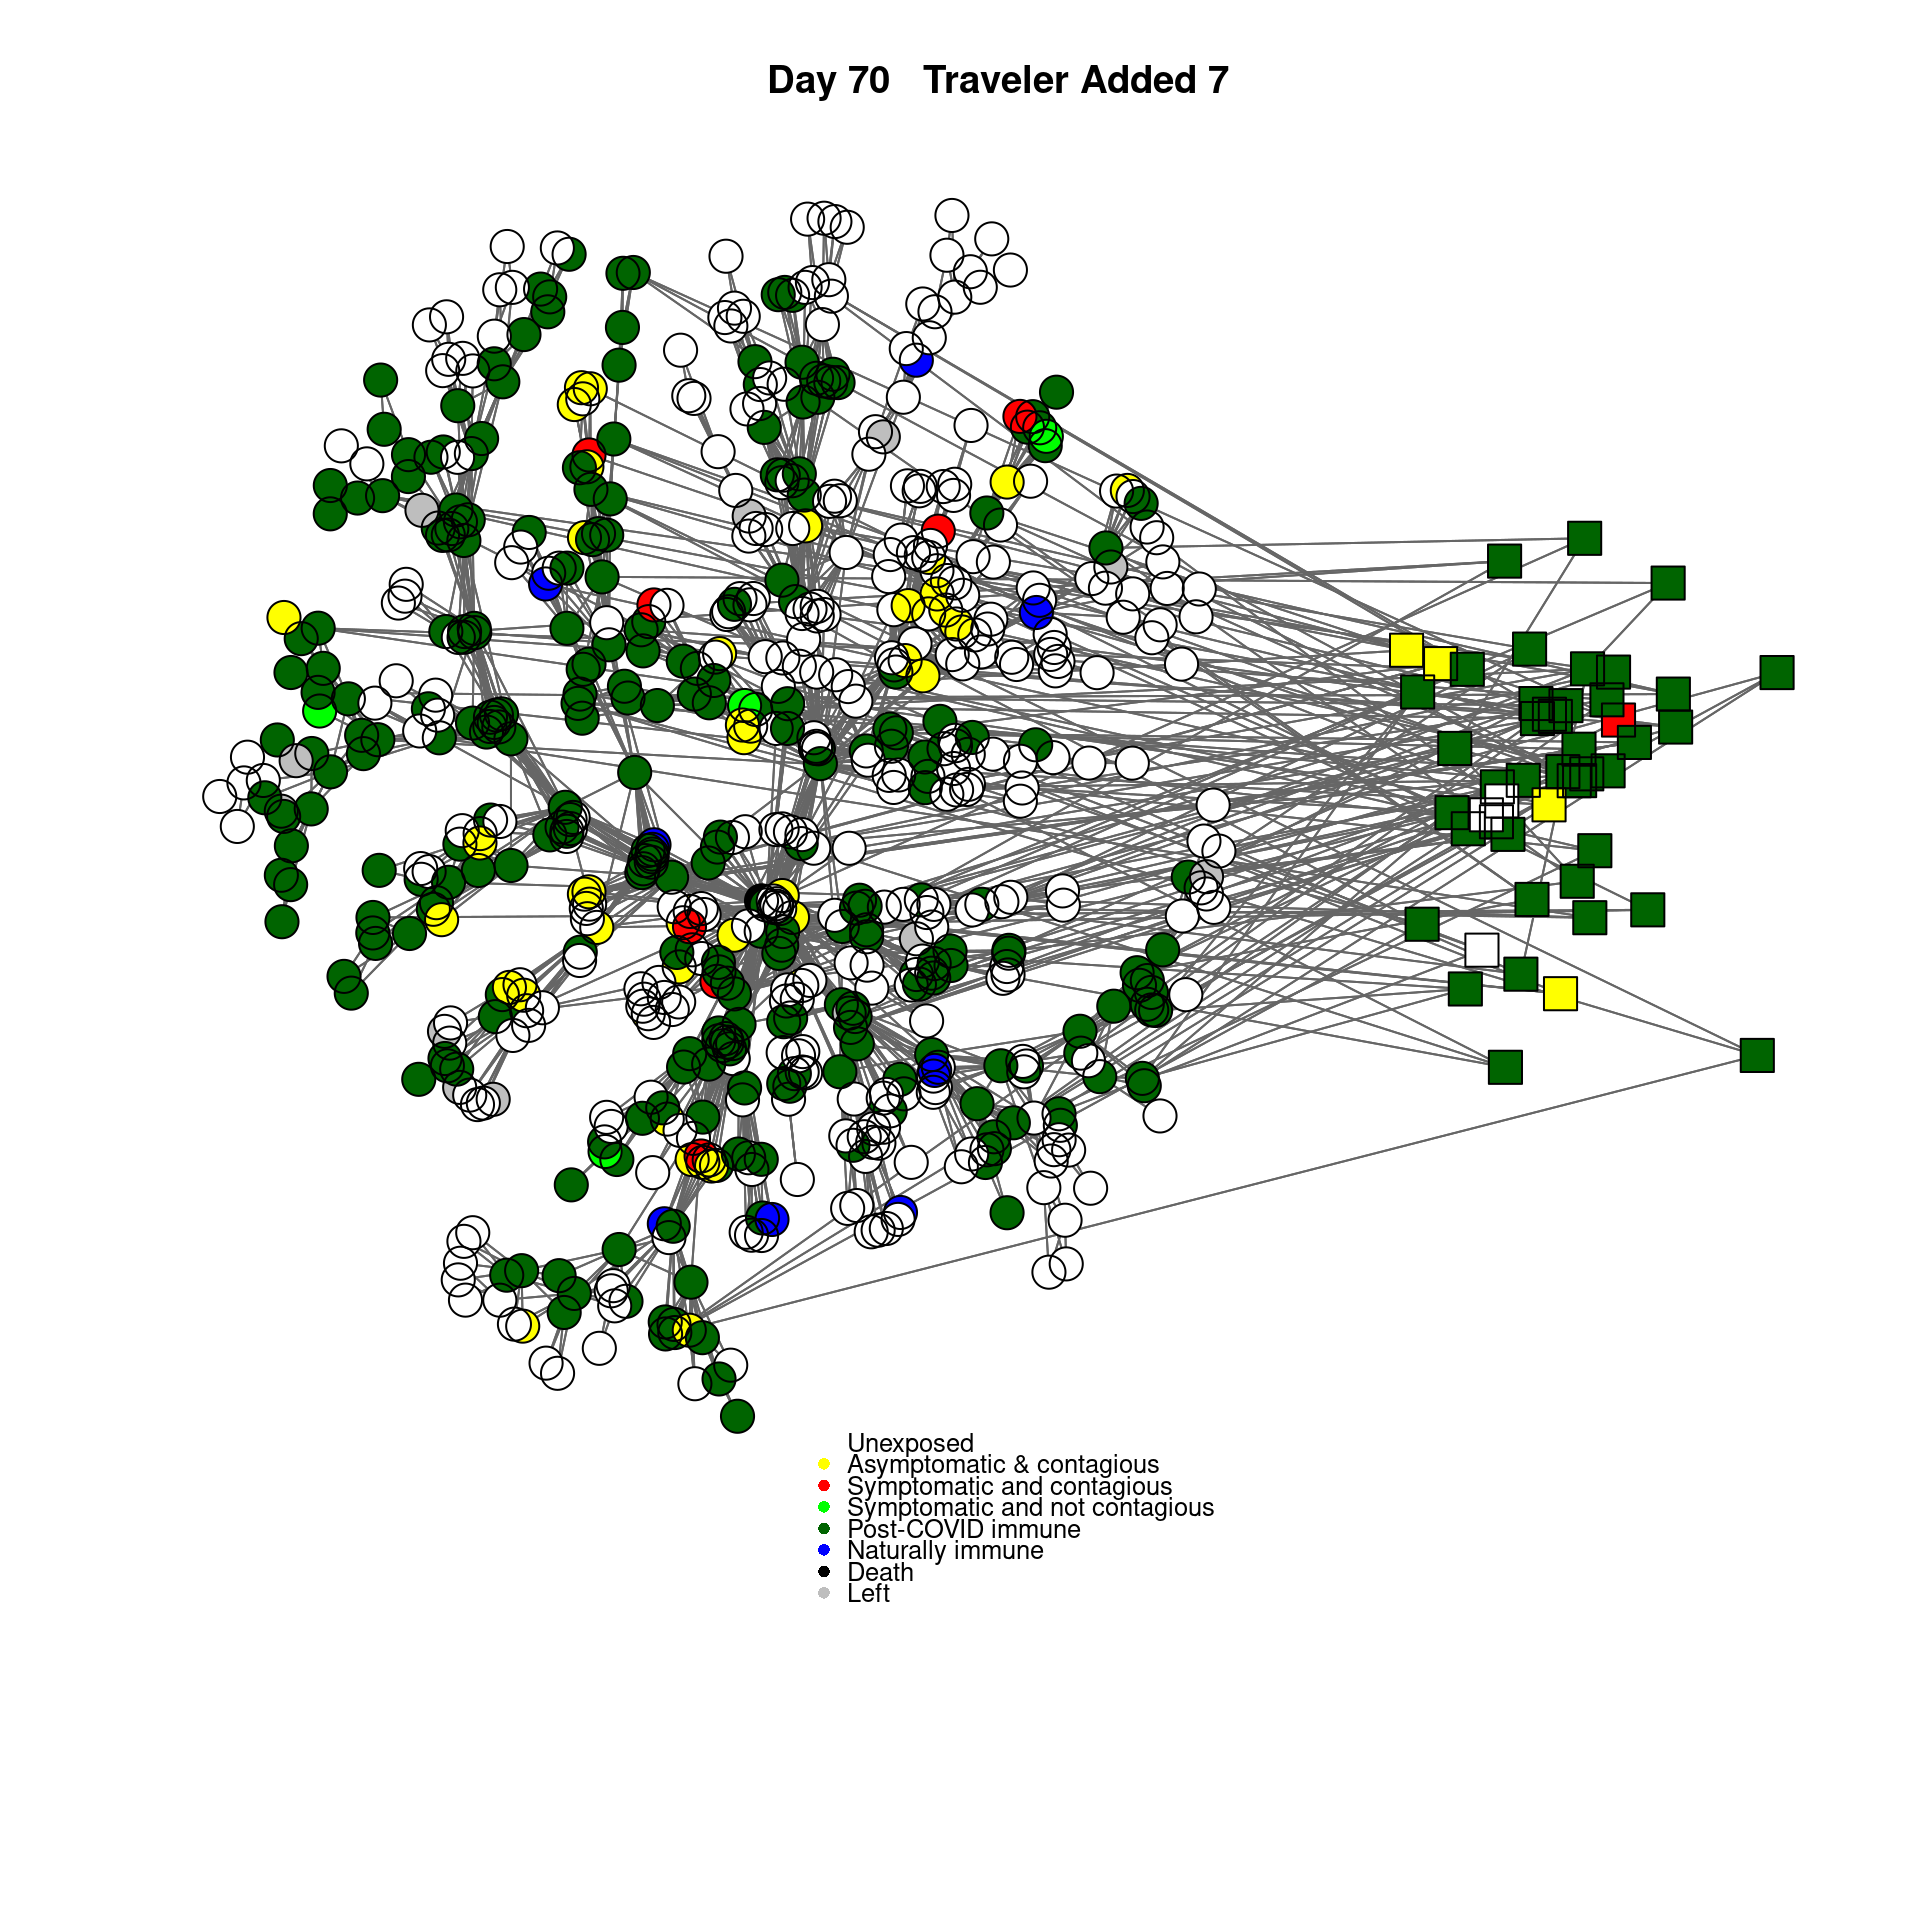 Day 70   Traveler Added 7
Unexposed
Asymptomatic & contagious
Symptomatic and contagious
Symptomatic and not contagious
Post-COVID immune
Naturally immune
Death
Left